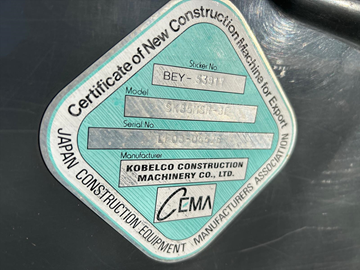 Certificate of New Construction Machine for Export
Sticker No.
BEY-
Model
Serial No.
Manufacturer
KOBELCO CONSTRUCTION
MACHINERY CO., LTD.
CEMA
JAPAN CONSTRUCTION EQUIPMENT MANUFACTURERS ASSOCIATION